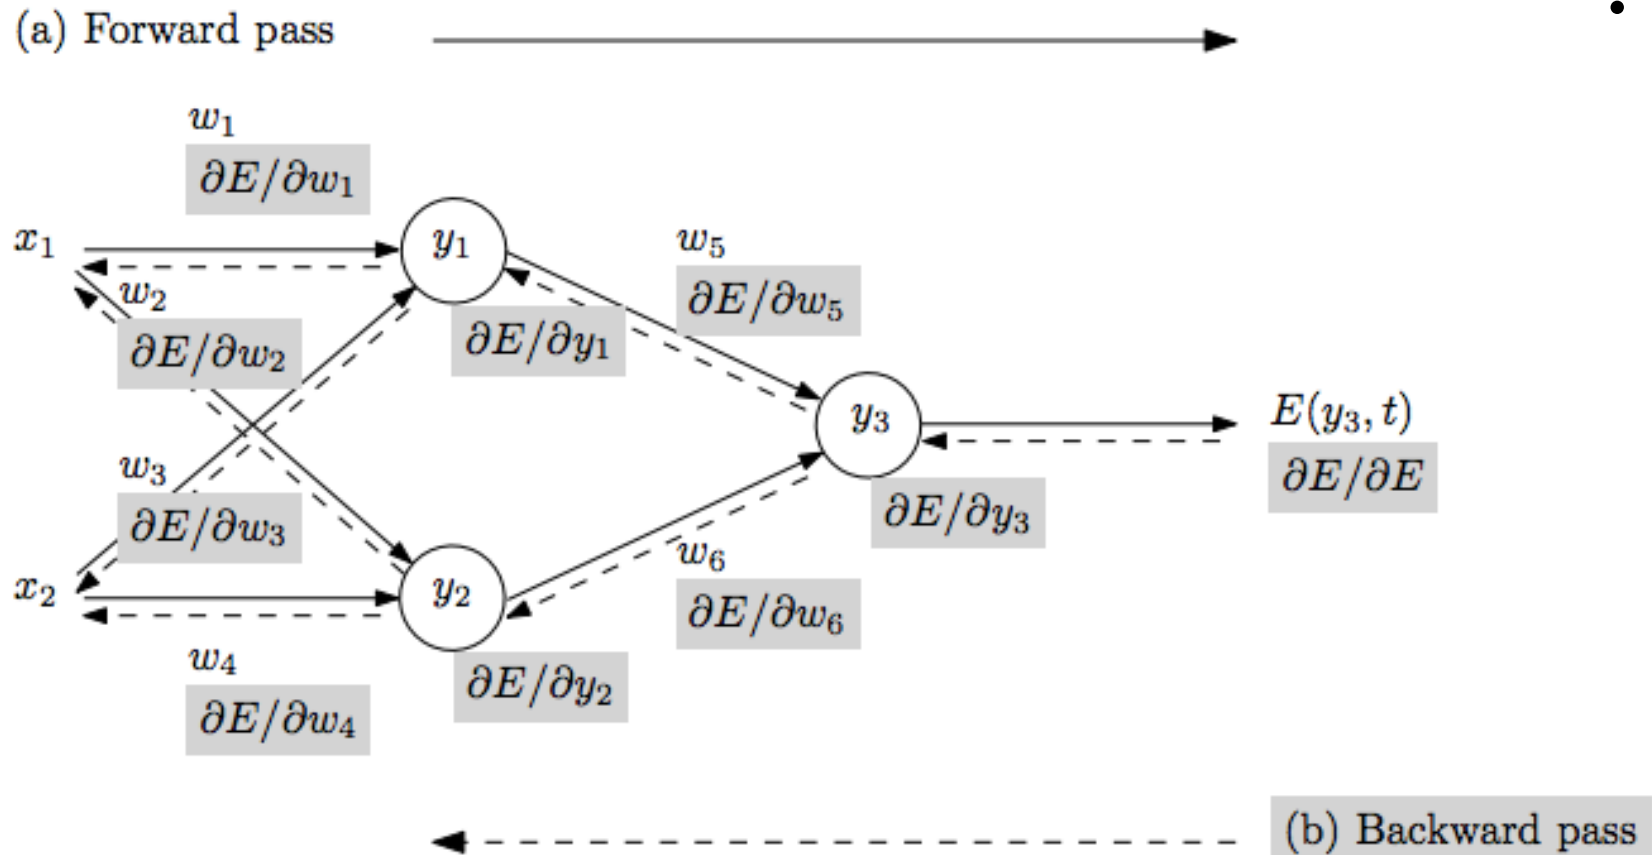 (a) Forward pass
w₁
∂E/∂w₁
x₁
y₁
w₅
∂E/∂w₅
w₂
∂E/∂w₂
∂E/∂y₁
y₃
E(y₃, t)
∂E/∂E
w₃
∂E/∂w₃
∂E/∂y₃
x₂
y₂
w₆
∂E/∂w₆
w₄
∂E/∂w₄
∂E/∂y₂
(b) Backward pass